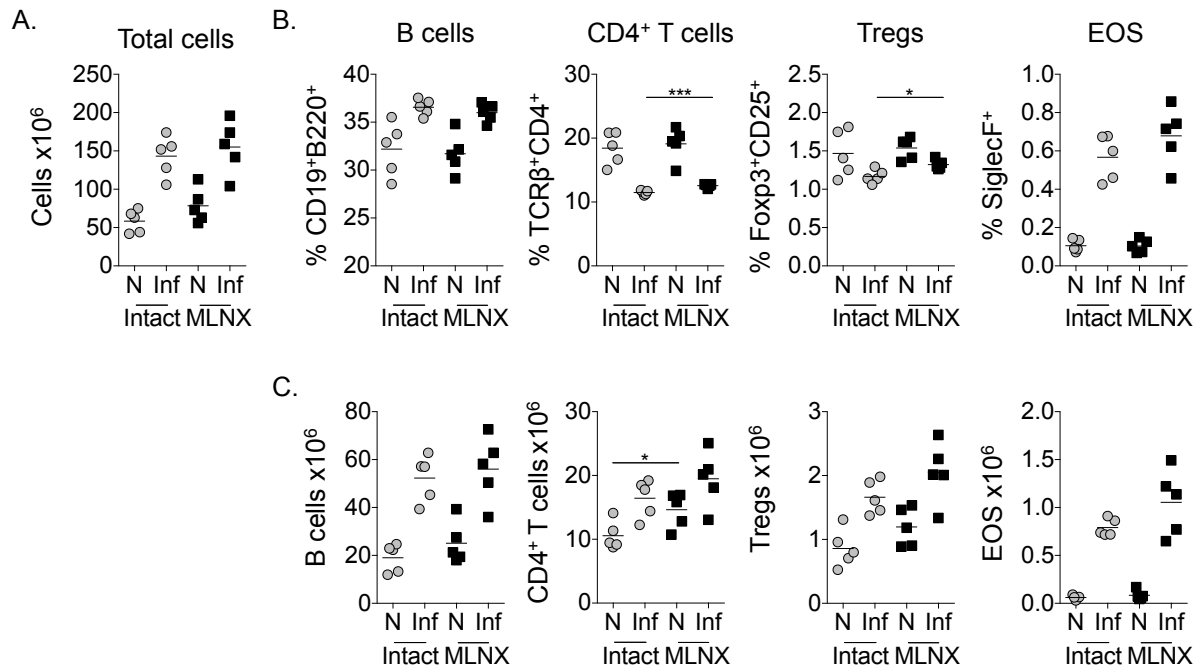 A.
Total cells
Cells x10⁶
250
200
150
100
50
0
N Inf N Inf
Intact MLNX
B.
B cells
% CD19⁺B220⁺
40
35
30
25
20
N Inf N Inf
Intact MLNX
CD4⁺ T cells
% TCRβ⁺CD4⁺
30
20
10
0
***
N Inf N Inf
Intact MLNX
Tregs
% Foxp3⁺CD25⁺
2.5
2.0
1.5
1.0
0.5
0.0
*
N Inf N Inf
Intact MLNX
EOS
% SiglecF⁺
1.0
0.8
0.6
0.4
0.2
0.0
N Inf N Inf
Intact MLNX
C.
B cells x10⁶
80
60
40
20
0
N Inf N Inf
Intact MLNX
CD4⁺ T cells x10⁶
30
20
10
0
*
N Inf N Inf
Intact MLNX
Tregs x10⁶
3
2
1
0
N Inf N Inf
Intact MLNX
EOS x10⁶
2.0
1.5
1.0
0.5
0.0
N Inf N Inf
Intact MLNX